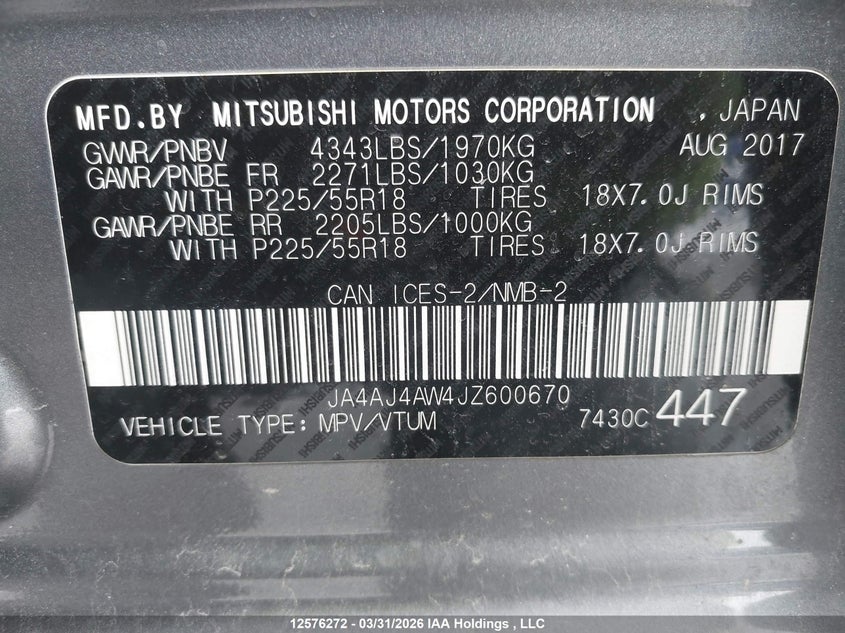 MFD.BY MITSUBISHI MOTORS CORPORATION , JAPAN
GVWR/PNBV 4343LBS/1970KG AUG 2017
GAWR/PNBE FR 2271LBS/1030KG
WITH P225/55R18 TIRES 18X7.0J RIMS
GAWR/PNBE RR 2205LBS/1000KG
WITH P225/55R18 TIRES 18X7.0J RIMS
CAN ICES-2/NMB-2
JA4AJ4AW4JZ600670
VEHICLE TYPE: MPV/VTUM 7430C 447
12576272 - 03/31/2026 IAA Holdings , LLC